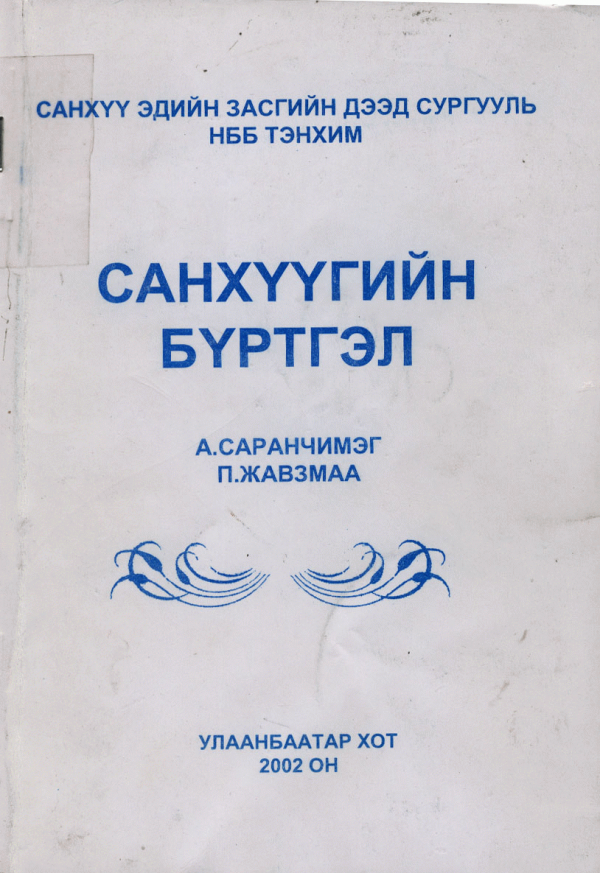 САНХҮҮ ЭДИЙН ЗАСГИЙН ДЭЭД СУРГУУЛЬ
НББ ТЭНХИМ
САНХҮҮГИЙН
БҮРТГЭЛ
А.САРАНЧИМЭГ
П.ЖАВЗМАА
УЛААНБААТАР ХОТ
2002 ОН